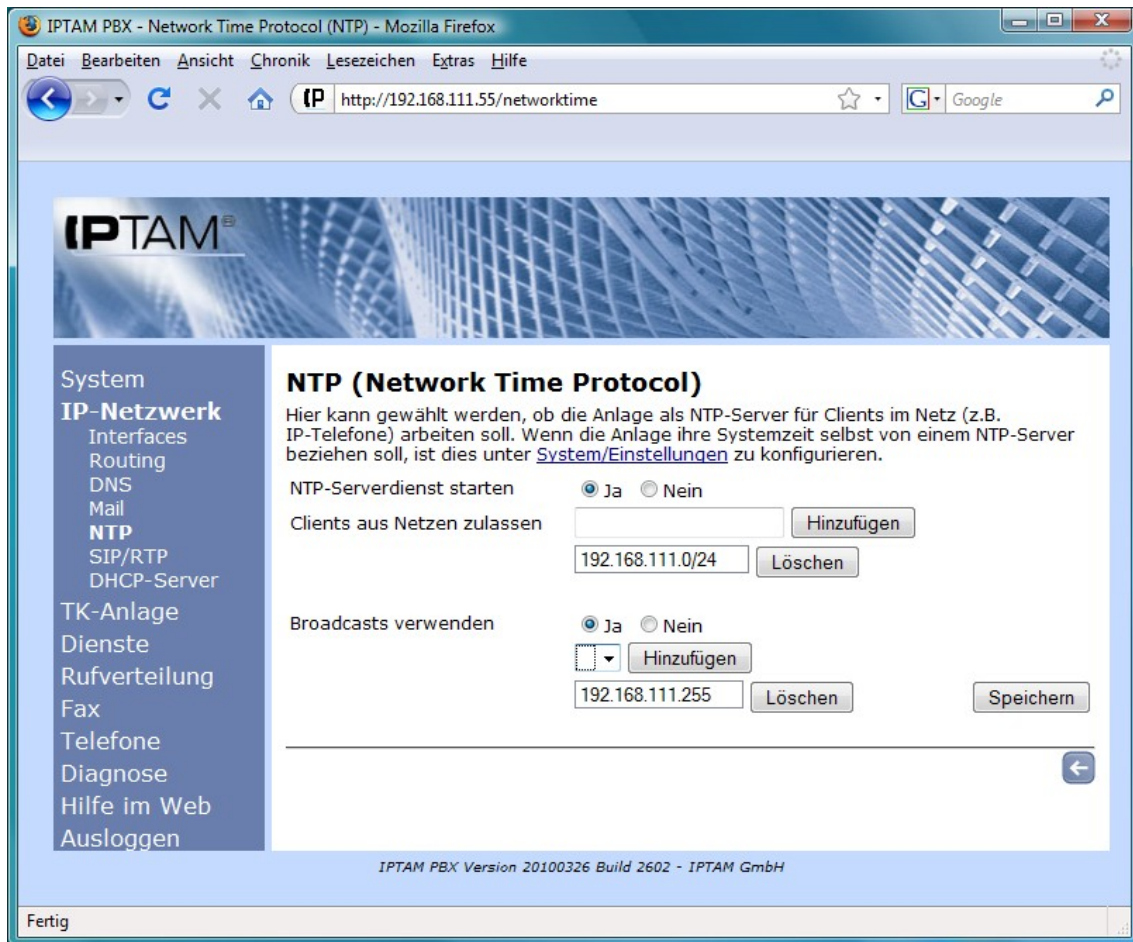 IPTAM PBX - Network Time Protocol (NTP) - Mozilla Firefox
Datei Bearbeiten Ansicht Chronik Lesezeichen Extras Hilfe
http://192.168.111.55/networktime
Google
IPTAM®
System
IP-Netzwerk
Interfaces
Routing
DNS
Mail
NTP
SIP/RTP
DHCP-Server
TK-Anlage
Dienste
Rufverteilung
Fax
Telefone
Diagnose
Hilfe im Web
Ausloggen
NTP (Network Time Protocol)
Hier kann gewählt werden, ob die Anlage als NTP-Server für Clients im Netz (z.B.
IP-Telefone) arbeiten soll. Wenn die Anlage ihre Systemzeit selbst von einem NTP-Server
beziehen soll, ist dies unter System/Einstellungen zu konfigurieren.
NTP-Serverdienst starten Ja Nein
Clients aus Netzen zulassen Hinzufügen
192.168.111.0/24 Löschen
Broadcasts verwenden Ja Nein
Hinzufügen
192.168.111.255 Löschen Speichern
IPTAM PBX Version 20100326 Build 2602 - IPTAM GmbH
Fertig